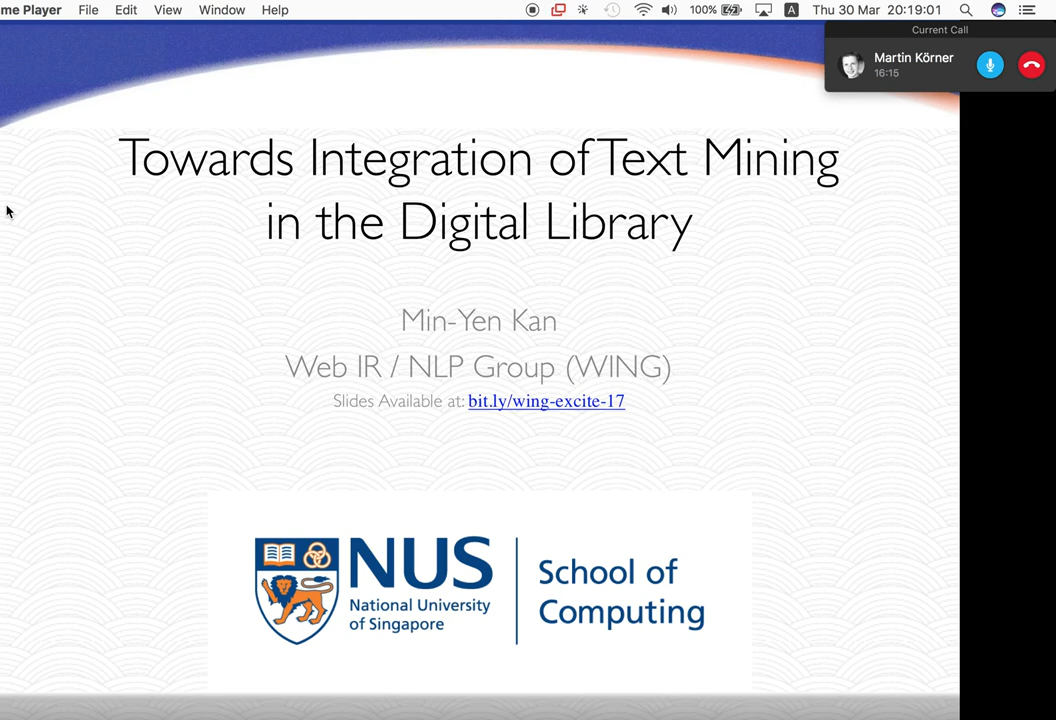 me Player File Edit View Window Help 100% A Thu 30 Mar 20:19:01
Current Call
Martin Körner
16:15
Towards Integration of Text Mining
in the Digital Library
Min-Yen Kan
Web IR / NLP Group (WING)
Slides Available at: bit.ly/wing-excite-17
NUS
National University
of Singapore
School of
Computing